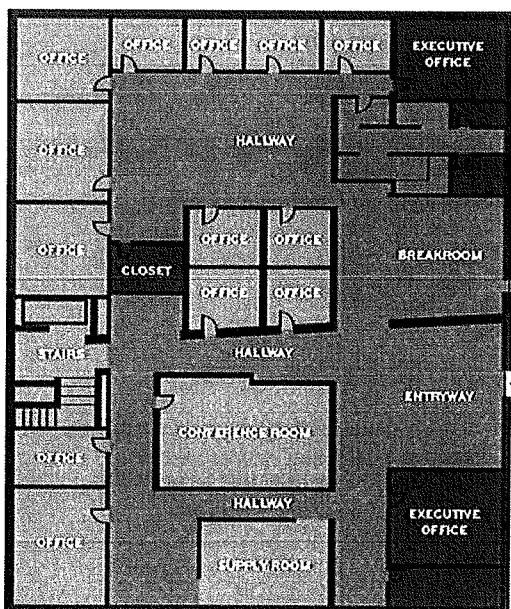 OFFICE
OFFICE
OFFICE
OFFICE
OFFICE
EXECUTIVE
OFFICE
OFFICE
HALLWAY
OFFICE
OFFICE
OFFICE
BREAKROOM
CLOSET
OFFICE
OFFICE
STAIRS
HALLWAY
ENTRYWAY
CONFERENCE ROOM
OFFICE
HALLWAY
EXECUTIVE
OFFICE
OFFICE
SUPPLY ROOM